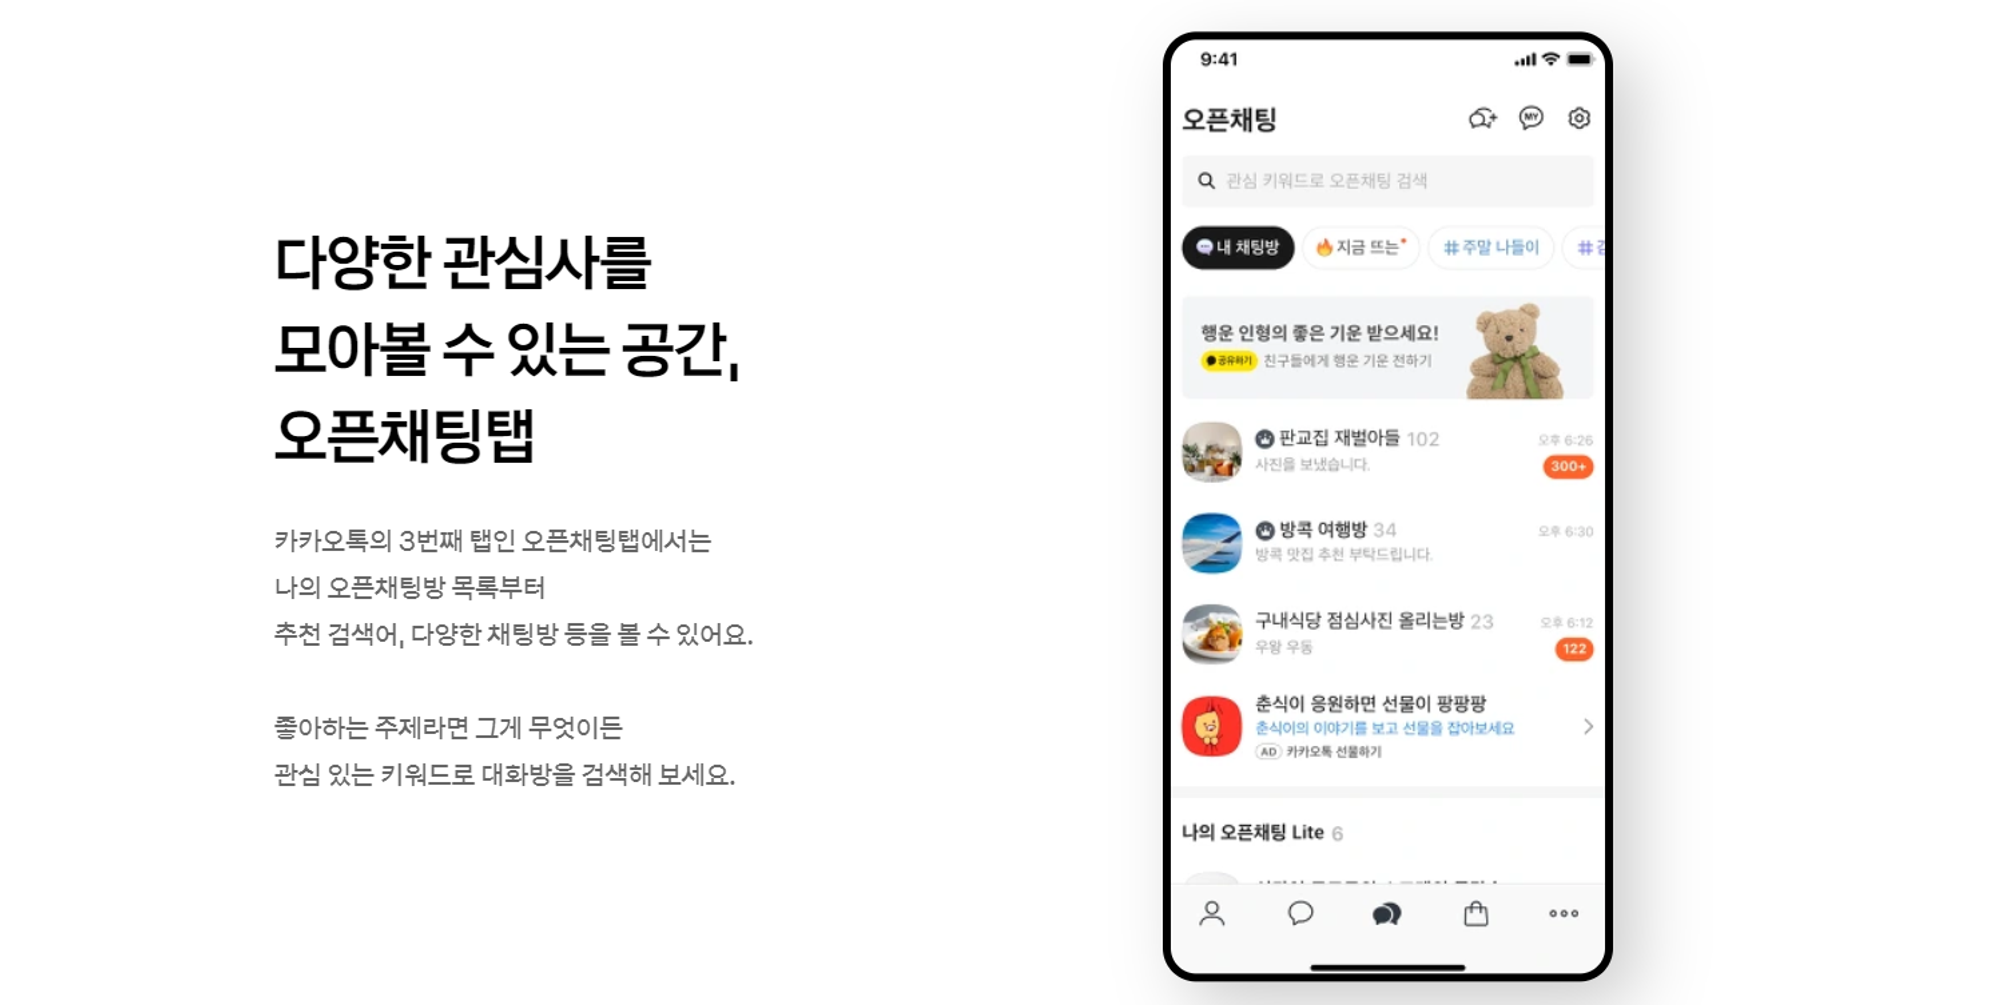 다양한 관심사를
모아볼 수 있는 공간,
오픈채팅탭
카카오톡의 3번째 탭인 오픈채팅탭에서는
나의 오픈채팅방 목록부터
추천 검색어, 다양한 채팅방 등을 볼 수 있어요.
좋아하는 주제라면 그게 무엇이든
관심 있는 키워드로 대화방을 검색해 보세요.
9:41
오픈채팅
MY
관심 키워드로 오픈채팅 검색
내 채팅방 지금 뜨는 #주말 나들이 #
행운 인형의 좋은 기운 받으세요!
공유하기 친구들에게 행운 기운 전하기
판교집 재벌아들 102 오후 6:26
사진을 보냈습니다. 300+
방콕 여행방 34 오후 6:30
방콕 맛집 추천 부탁드립니다.
구내식당 점심사진 올리는방 23 오후 6:12
우왕 우동 122
춘식이 응원하면 선물이 팡팡팡
춘식이의 이야기를 보고 선물을 잡아보세요
AD 카카오톡 선물하기
나의 오픈채팅 Lite 6